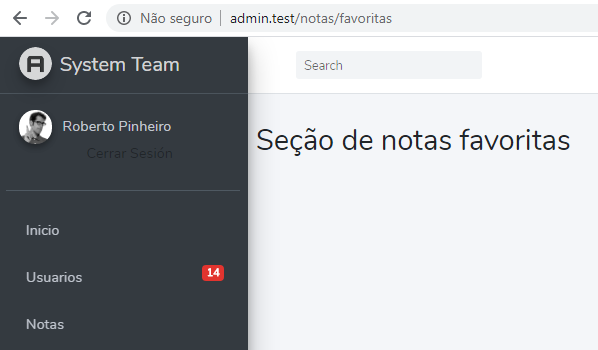 Não seguro | admin.test/notas/favoritas
A System Team
Search
Roberto Pinheiro
Cerrar Sesión
Seção de notas favoritas
Inicio
Usuarios 14
Notas